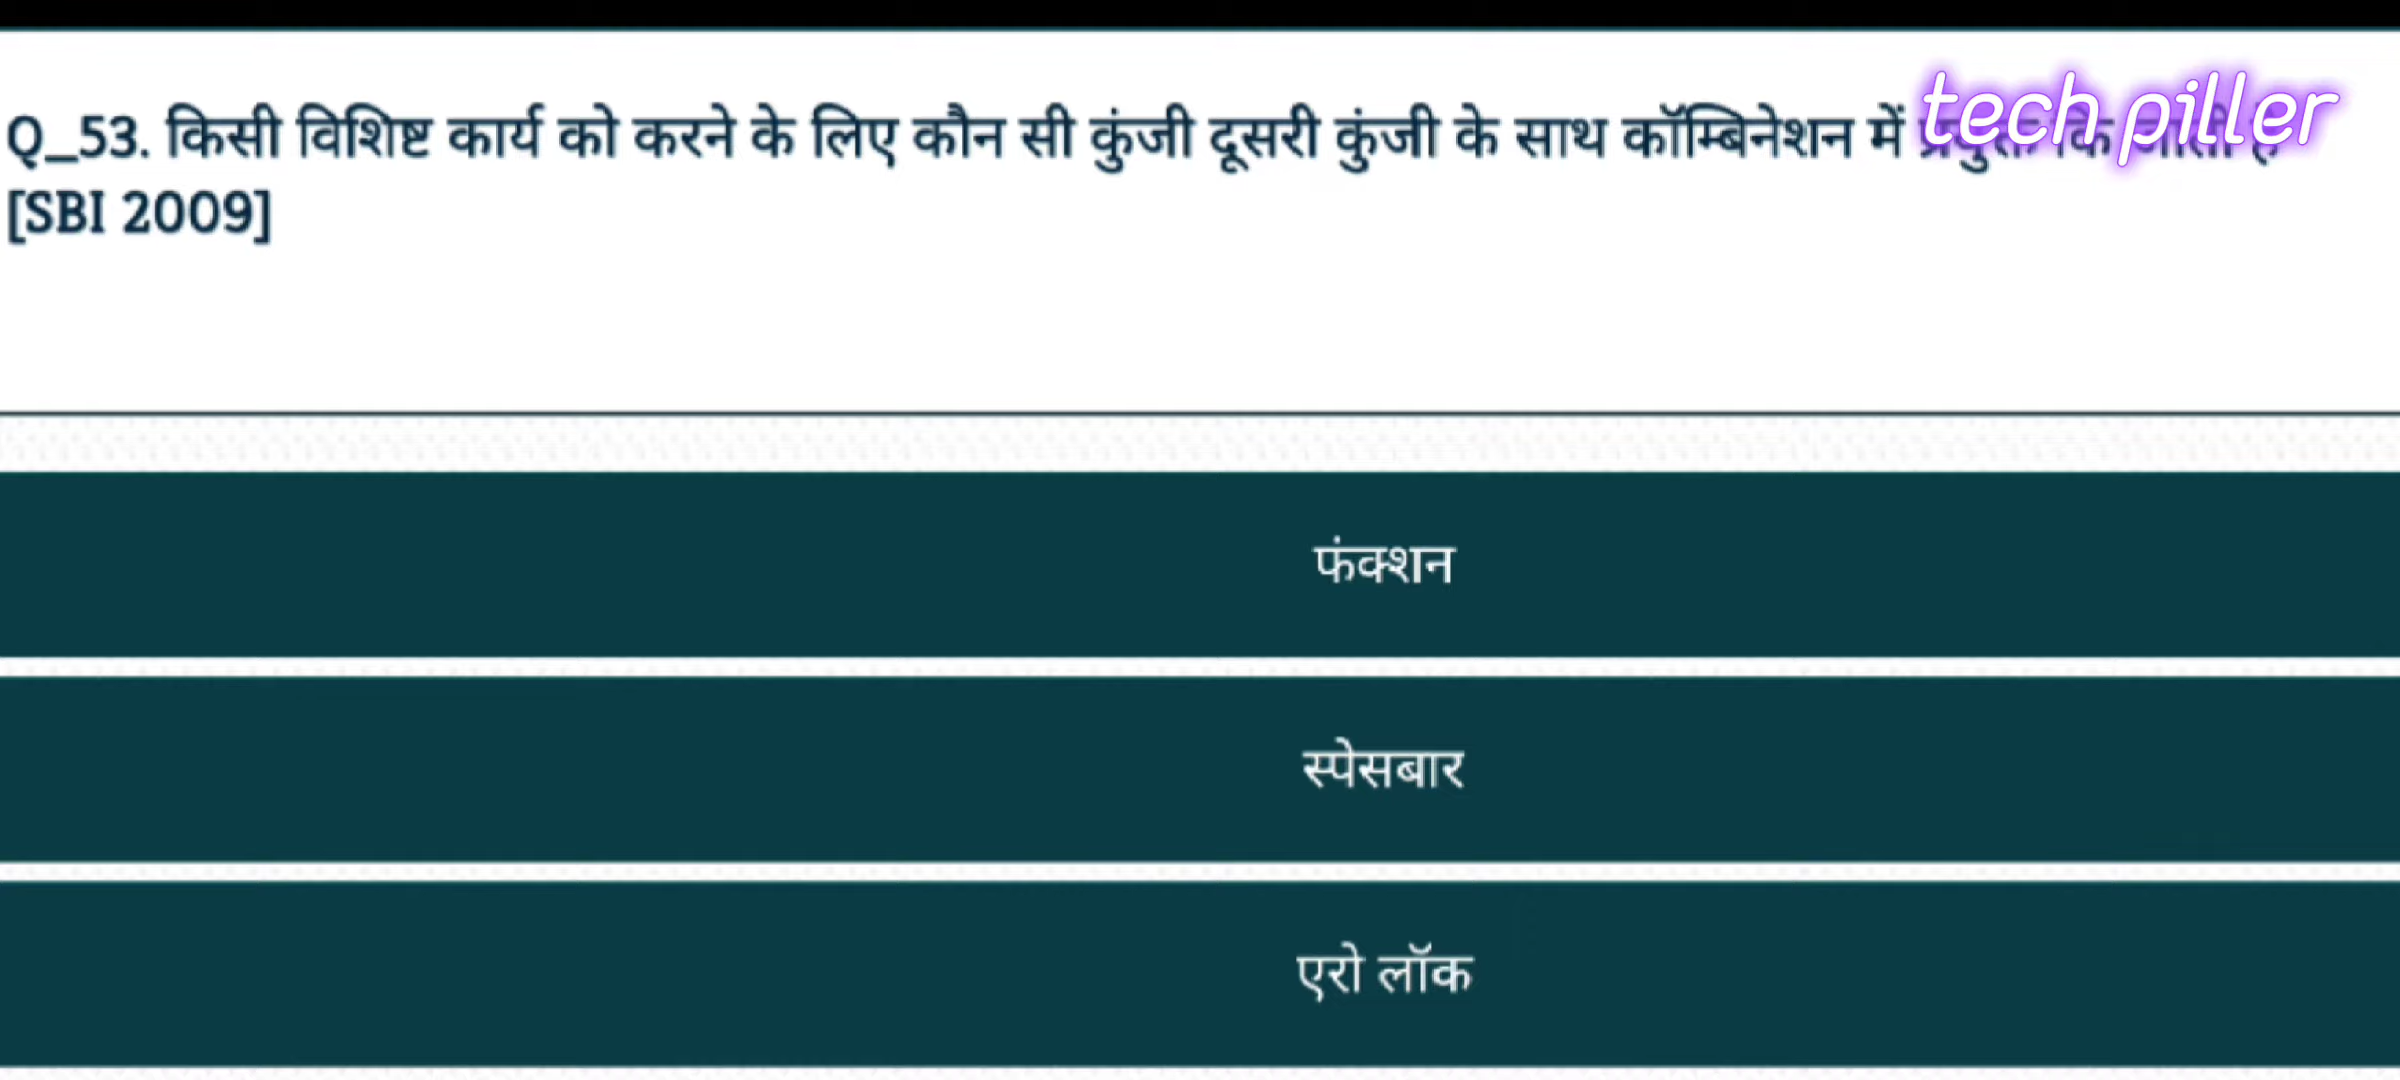 tech piller
Q_53. किसी विशिष्ट कार्य को करने के लिए कौन सी कुंजी दूसरी कुंजी के साथ कॉम्बिनेशन में
[SBI 2009]
फंक्शन
स्पेसबार
एरो लॉक